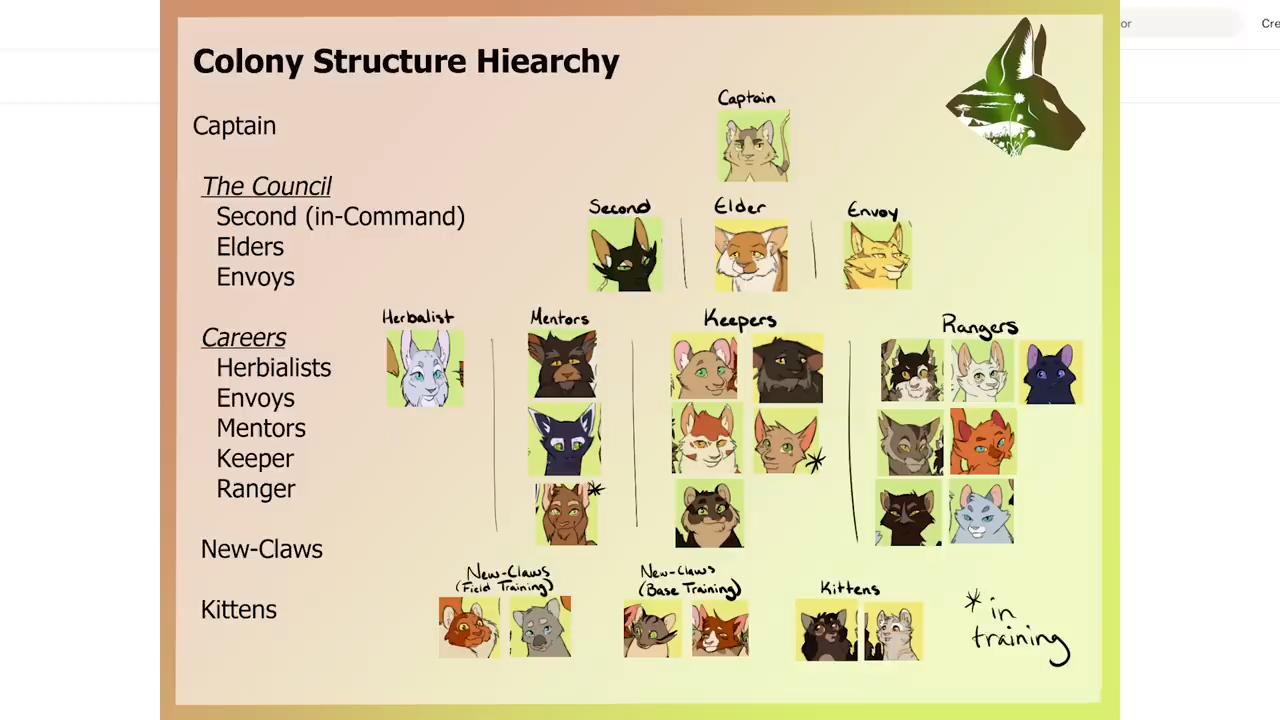 or
Cre
Colony Structure Hiearchy
Captain
Captain
The Council
Second (in-Command)
Elders
Envoys
Second
Elder
Envoy
Careers
Herbialists
Envoys
Mentors
Keeper
Ranger
Herbalist
Mentors
Keepers
Rangers
*
*
New-Claws
Kittens
New-Claws
(Field Training)
New-Claws
(Base Training)
Kittens
* in
training